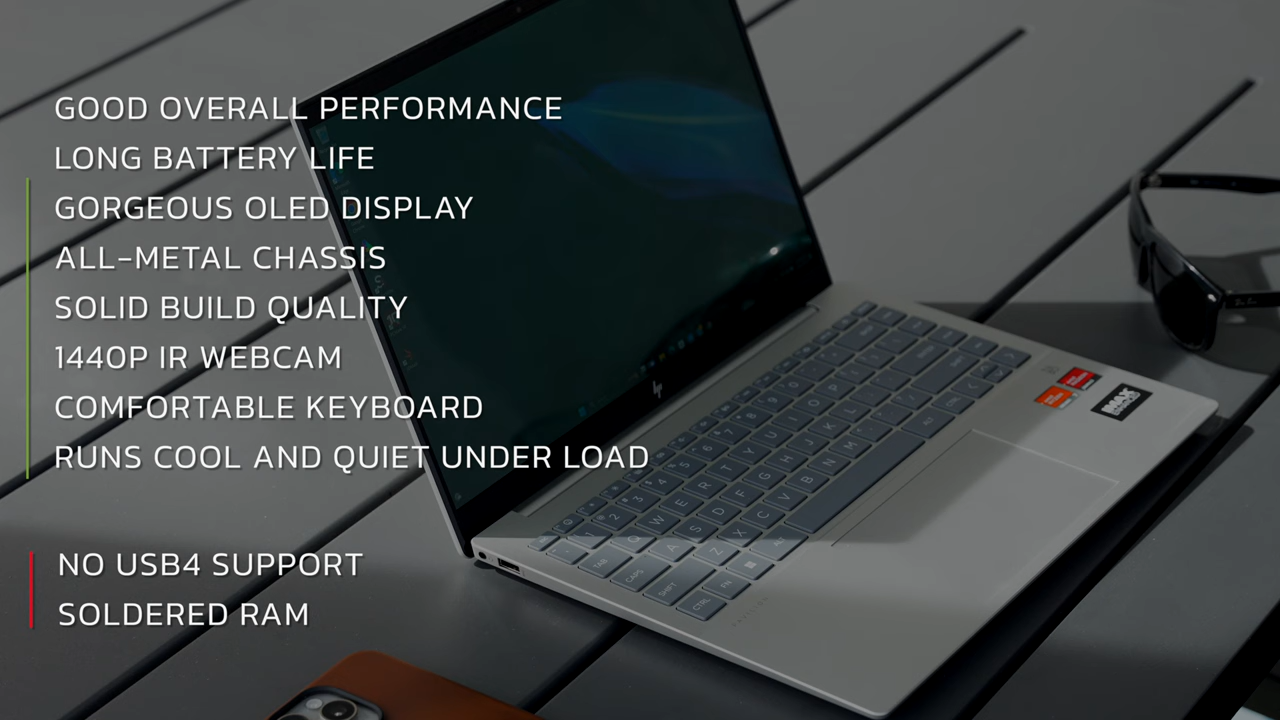 GOOD OVERALL PERFORMANCE
LONG BATTERY LIFE
GORGEOUS OLED DISPLAY
ALL-METAL CHASSIS
SOLID BUILD QUALITY
1440P IR WEBCAM
COMFORTABLE KEYBOARD
RUNS COOL AND QUIET UNDER LOAD
NO USB4 SUPPORT
SOLDERED RAM
hp